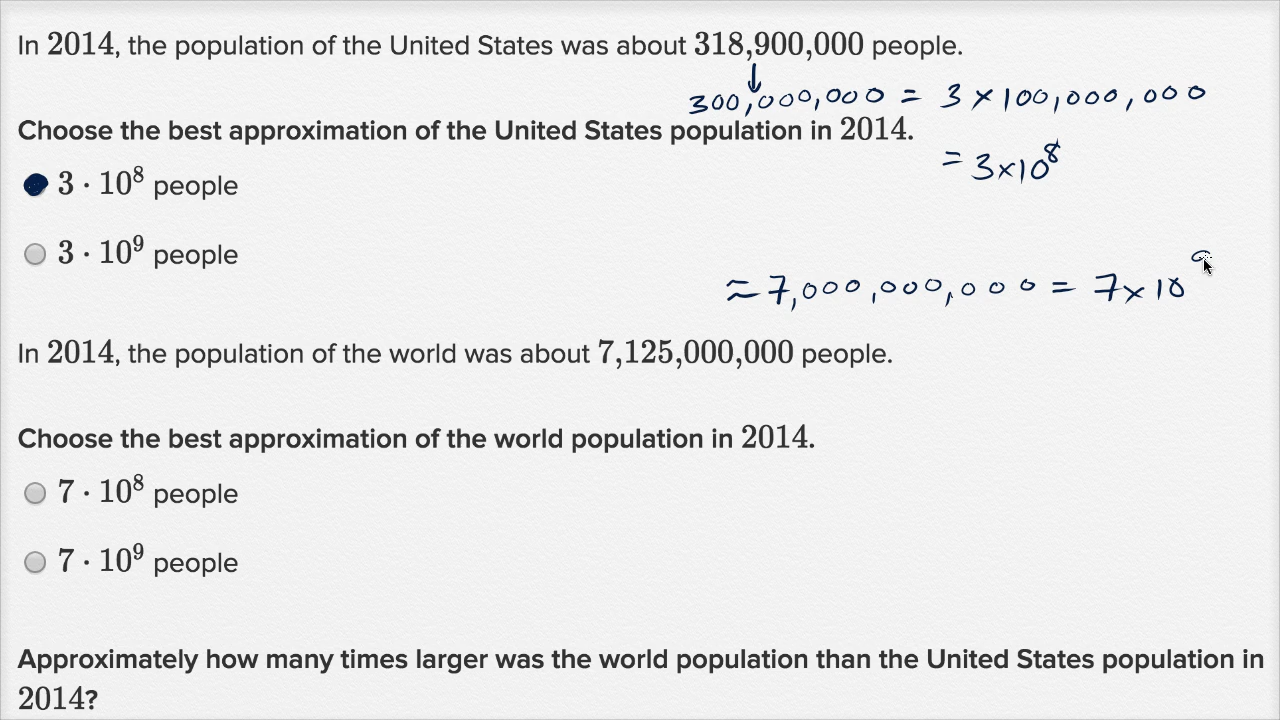 In 2014, the population of the United States was about 318,900,000 people.
300,000,000 = 3 × 100,000,000
Choose the best approximation of the United States population in 2014.
= 3×10⁸
3 · 10⁸ people
3 · 10⁹ people
≈ 7,000,000,000 = 7×10
In 2014, the population of the world was about 7,125,000,000 people.
Choose the best approximation of the world population in 2014.
7 · 10⁸ people
7 · 10⁹ people
Approximately how many times larger was the world population than the United States population in
2014?